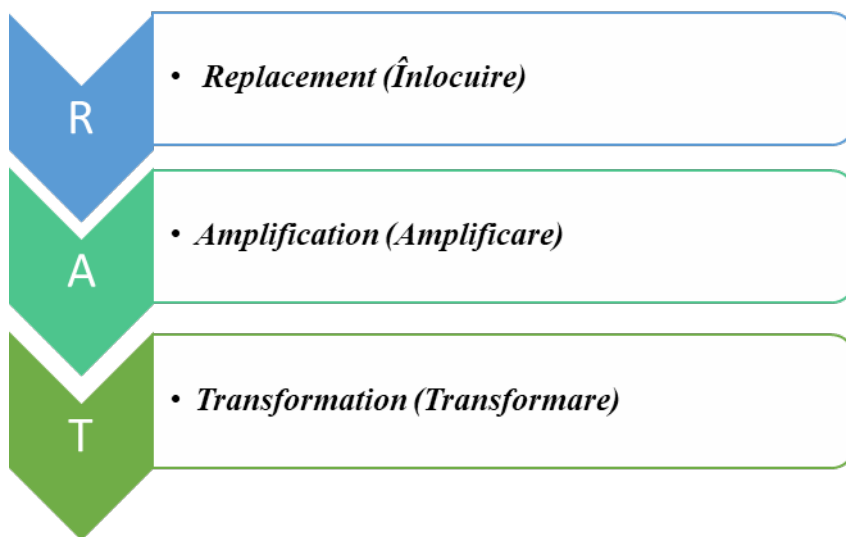 R
• Replacement (Înlocuire)
A
• Amplification (Amplificare)
T
• Transformation (Transformare)